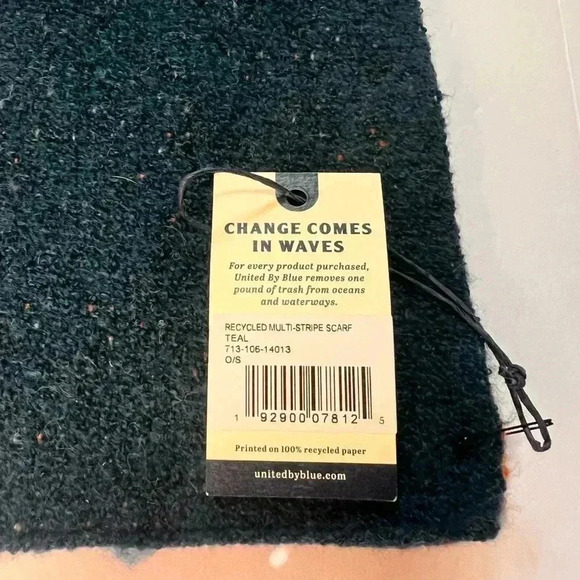 CHANGE COMES
IN WAVES
For every product purchased,
United By Blue removes one
pound of trash from oceans
and waterways.
RECYCLED MULTI-STRIPE SCARF
TEAL
713-106-14013
O/S
1 92900 07812 5
Printed on 100% recycled paper
unitedbyblue.com